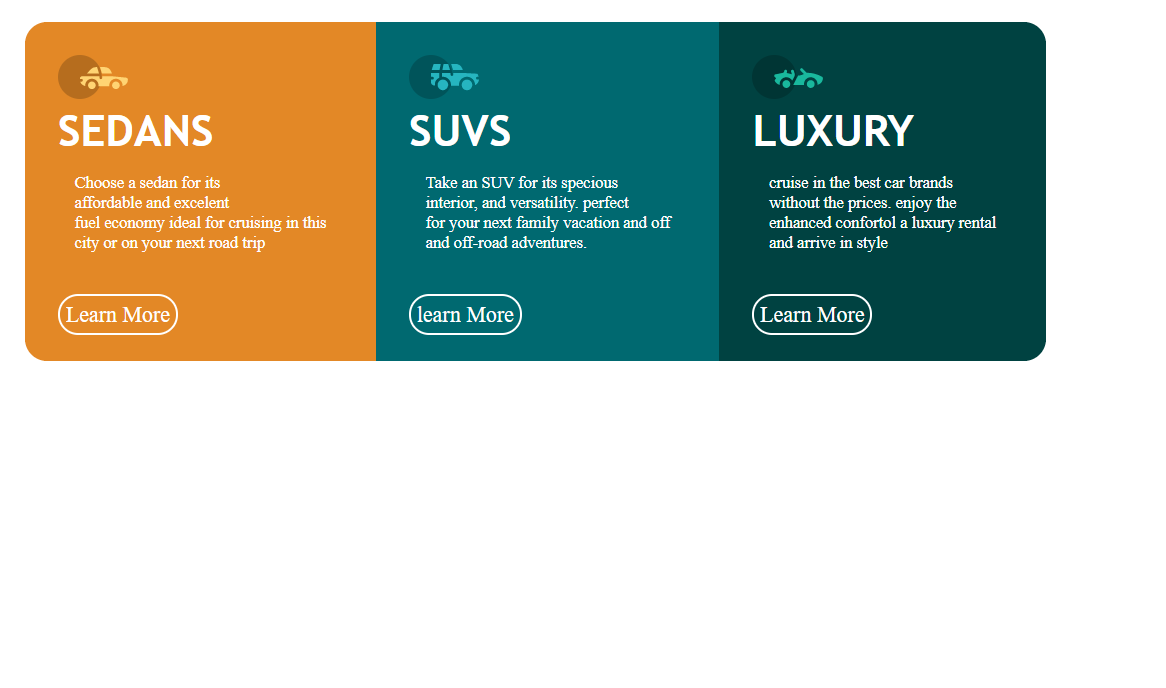 SEDANS
Choose a sedan for its
affordable and excelent
fuel economy ideal for cruising in this
city or on your next road trip
Learn More
SUVS
Take an SUV for its specious
interior, and versatility. perfect
for your next family vacation and off
and off-road adventures.
learn More
LUXURY
cruise in the best car brands
without the prices. enjoy the
enhanced confortol a luxury rental
and arrive in style
Learn More